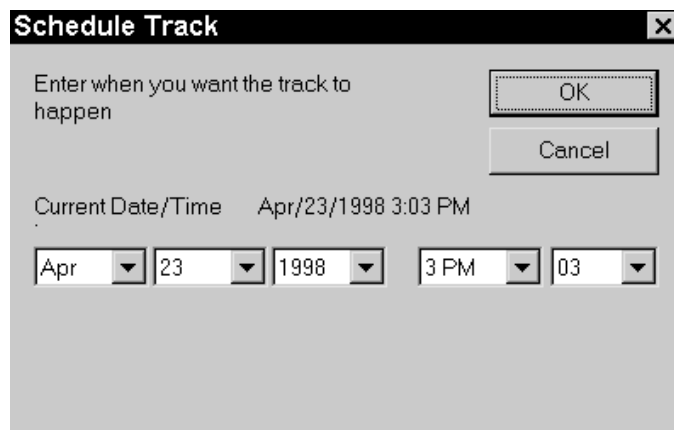 Schedule Track
Enter when you want the track to
happen
OK
Cancel
Current Date/Time Apr/23/1998 3:03 PM
:
Apr 23 1998 3 PM 03